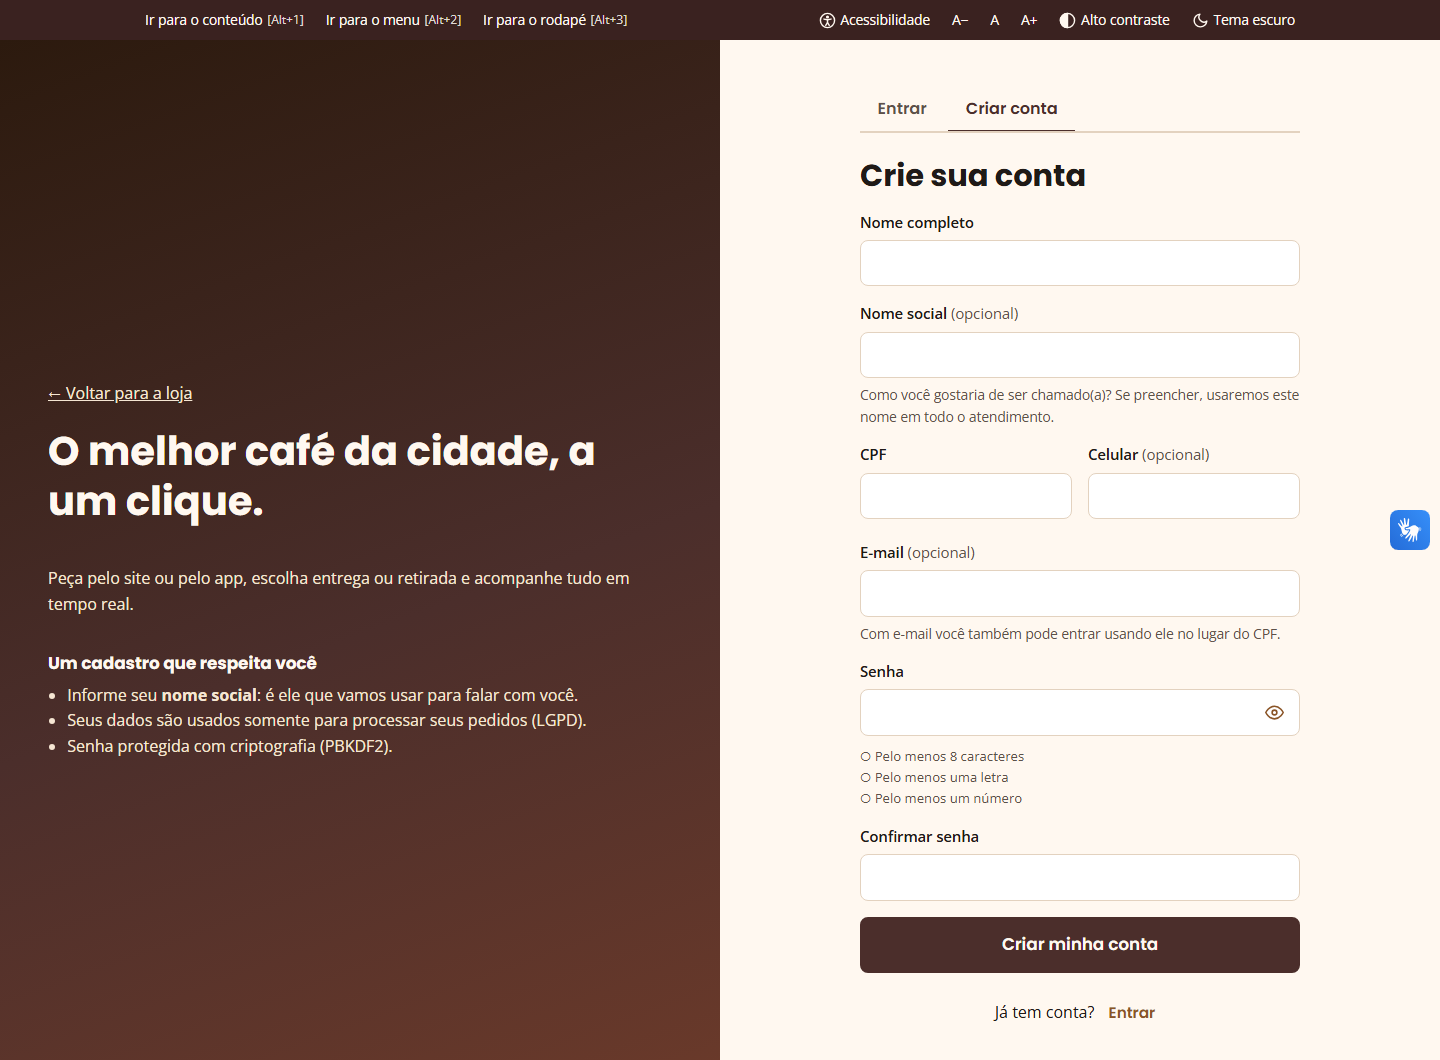 Ir para o conteúdo [Alt+1] Ir para o menu [Alt+2] Ir para o rodapé [Alt+3] Acessibilidade A− A A+ Alto contraste Tema escuro
← Voltar para a loja
O melhor café da cidade, a
um clique.
Peça pelo site ou pelo app, escolha entrega ou retirada e acompanhe tudo em
tempo real.
Um cadastro que respeita você
• Informe seu nome social: é ele que vamos usar para falar com você.
• Seus dados são usados somente para processar seus pedidos (LGPD).
• Senha protegida com criptografia (PBKDF2).
Entrar Criar conta
Crie sua conta
Nome completo
Nome social (opcional)
Como você gostaria de ser chamado(a)? Se preencher, usaremos este
nome em todo o atendimento.
CPF Celular (opcional)
E-mail (opcional)
Com e-mail você também pode entrar usando ele no lugar do CPF.
Senha
○ Pelo menos 8 caracteres
○ Pelo menos uma letra
○ Pelo menos um número
Confirmar senha
Criar minha conta
Já tem conta? Entrar